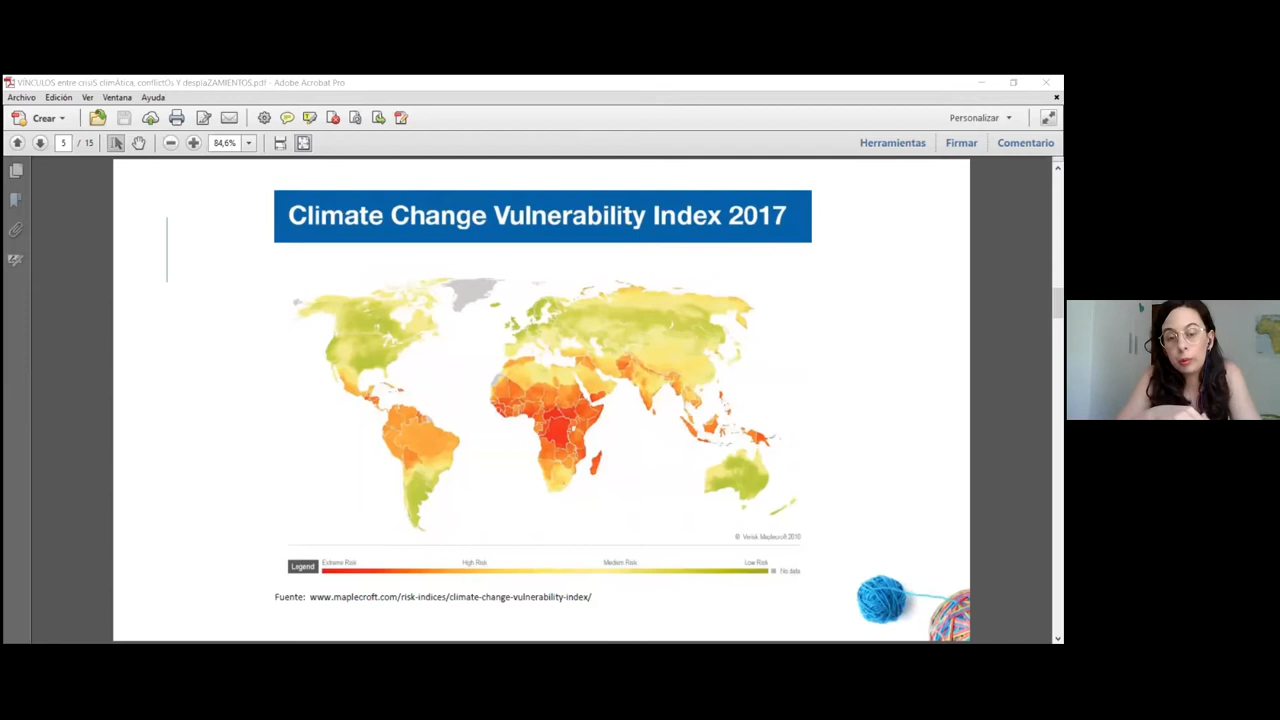 VÍNCULOS entre crisiS climÁtica, conflictOs Y desplaZAMIENTOS.pdf - Adobe Acrobat Pro
Archivo Edición Ver Ventana Ayuda
Crear
Personalizar
5 / 15
84,6%
Herramientas Firmar Comentario
Climate Change Vulnerability Index 2017
© Verisk Maplecroft 2016
Legend
Extreme Risk High Risk Medium Risk Low Risk
No data
Fuente: www.maplecroft.com/risk-indices/climate-change-vulnerability-index/